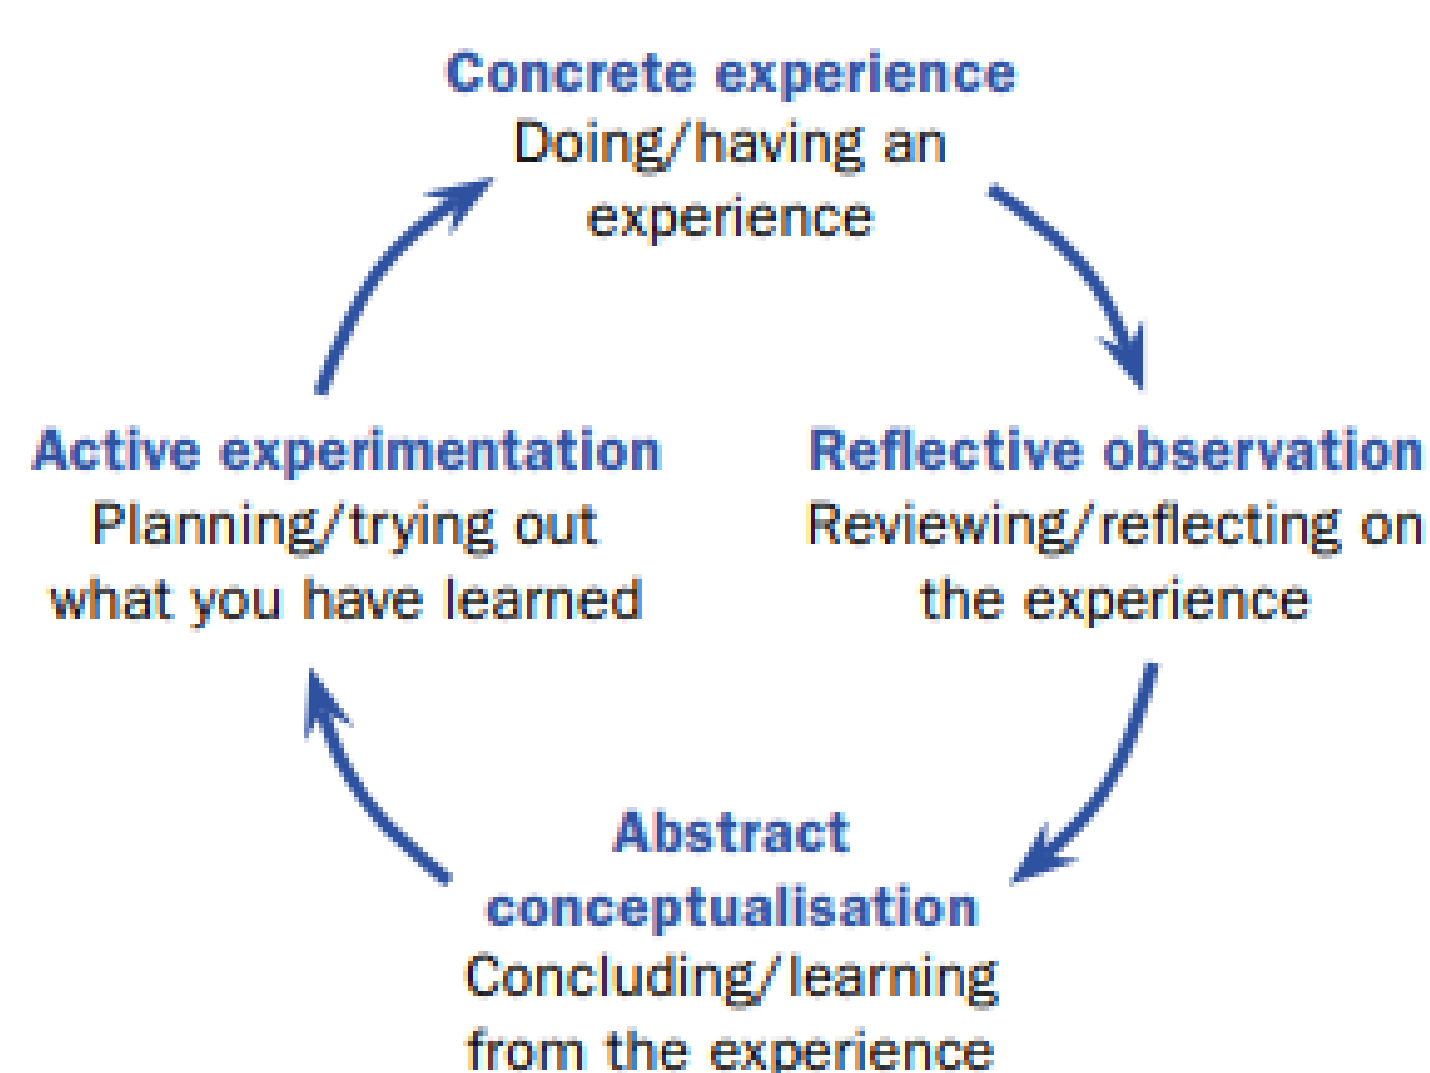 Concrete experience
Doing/having an
experience
Active experimentation
Planning/trying out
what you have learned
Reflective observation
Reviewing/reflecting on
the experience
Abstract
conceptualisation
Concluding/learning
from the experience